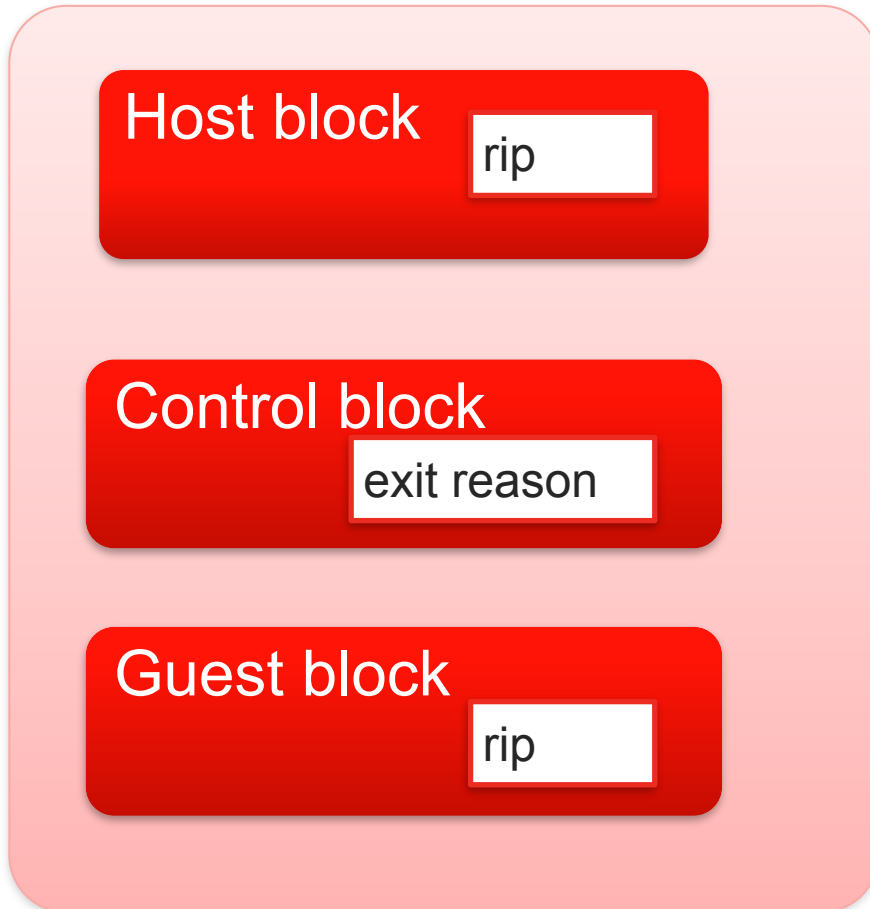 Host block
rip
Control block
exit reason
Guest block
rip